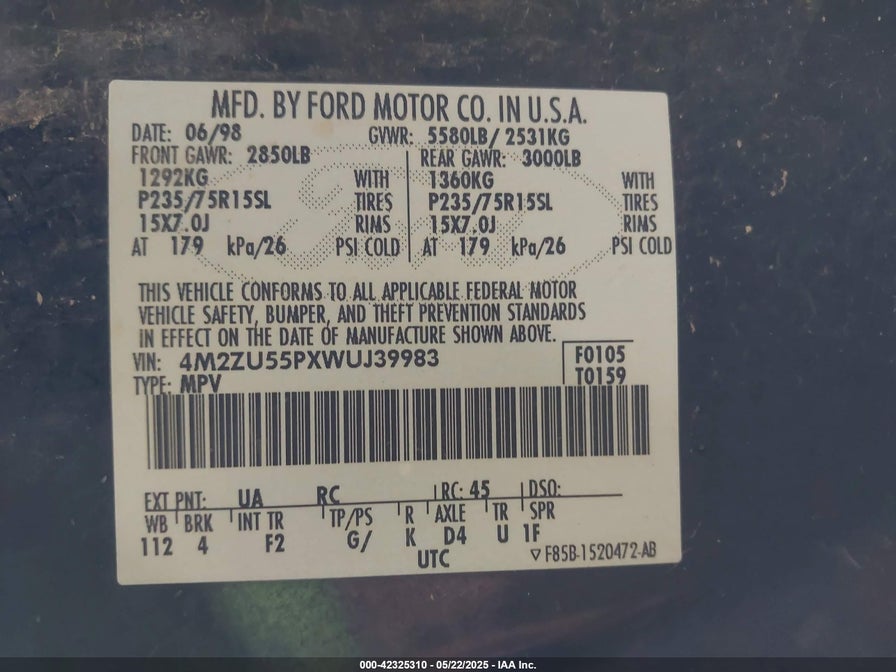 MFD. BY FORD MOTOR CO. IN U.S.A.
DATE: 06/98 GVWR: 5580LB/ 2531KG
FRONT GAWR: 2850LB REAR GAWR: 3000LB
1292KG WITH 1360KG WITH
P235/75R15SL TIRES P235/75R15SL TIRES
15X7.0J RIMS 15X7.0J RIMS
AT 179 kPa/26 PSI COLD AT 179 kPa/26 PSI COLD
THIS VEHICLE CONFORMS TO ALL APPLICABLE FEDERAL MOTOR
VEHICLE SAFETY, BUMPER, AND THEFT PREVENTION STANDARDS
IN EFFECT ON THE DATE OF MANUFACTURE SHOWN ABOVE.
VIN: 4M2ZU55PXWUJ39983 F0105
TYPE: MPV T0159
EXT PNT: UA RC RC: 45 DSO:
WB BRK INT TR TP/PS R AXLE TR SPR
112 4 F2 G/ K D4 U 1F
UTC ▽ F85B-1520472-AB
000-42325310 - 05/22/2025 - IAA Inc.